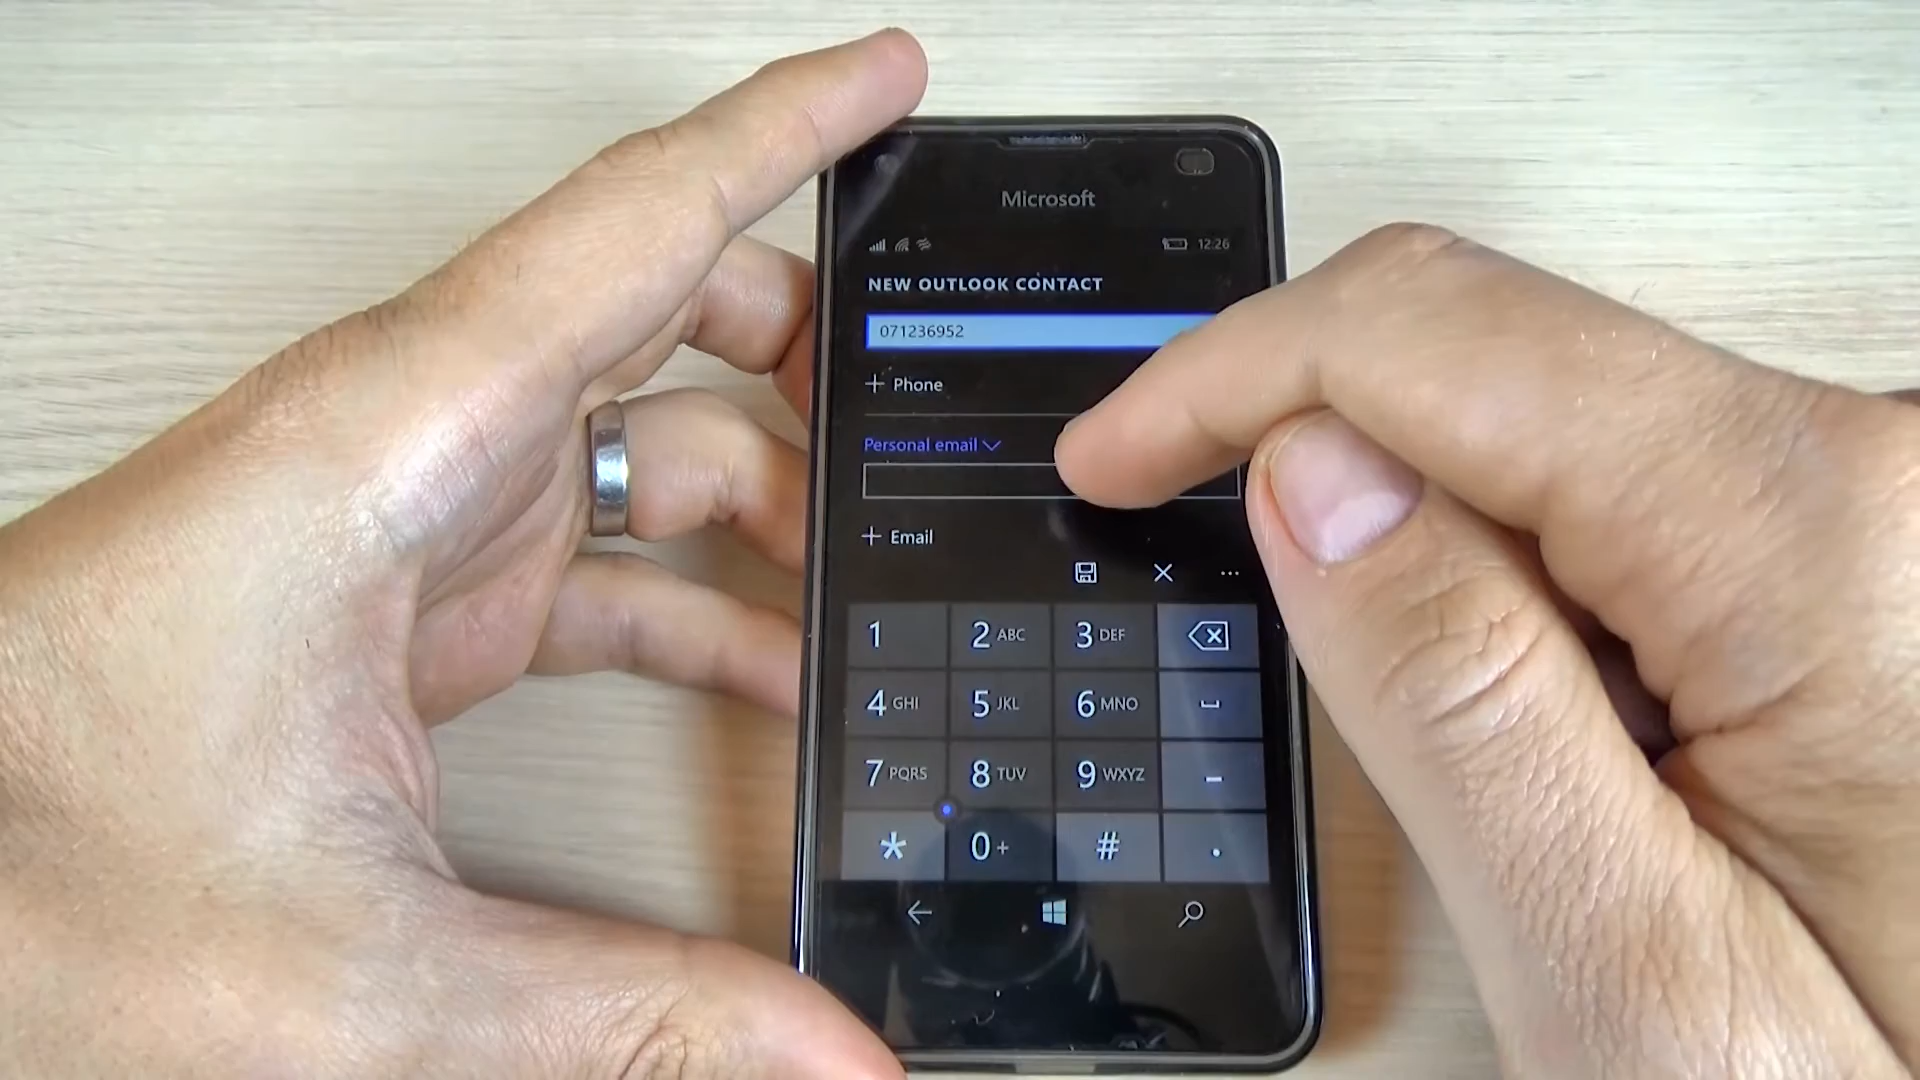 Microsoft
12:26
NEW OUTLOOK CONTACT
071236952
+ Phone
Personal email
+ Email
1 2 ABC 3 DEF
4 GHI 5 JKL 6 MNO
7 PQRS 8 TUV 9 WXYZ -
* 0 + # .